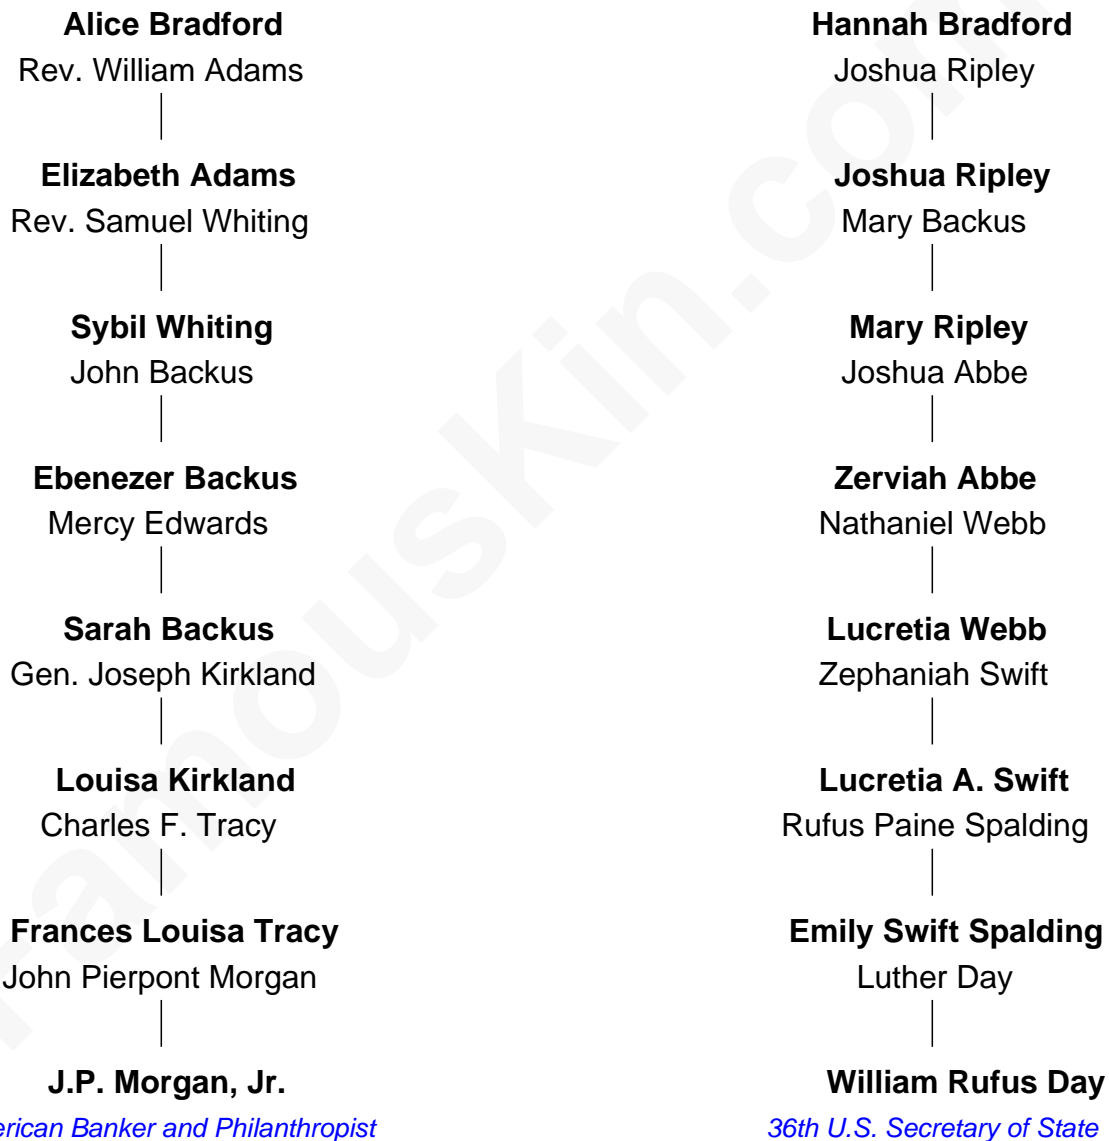 Alice Bradford
Rev. William Adams
Elizabeth Adams
Rev. Samuel Whiting
Sybil Whiting
John Backus
Ebenezer Backus
Mercy Edwards
Sarah Backus
Gen. Joseph Kirkland
Louisa Kirkland
Charles F. Tracy
Frances Louisa Tracy
John Pierpont Morgan
J.P. Morgan, Jr.
erican Banker and Philanthropist
Hannah Bradford
Joshua Ripley
Joshua Ripley
Mary Backus
Mary Ripley
Joshua Abbe
Zerviah Abbe
Nathaniel Webb
Lucretia Webb
Zephaniah Swift
Lucretia A. Swift
Rufus Paine Spalding
Emily Swift Spalding
Luther Day
William Rufus Day
36th U.S. Secretary of State
FamousKin.com